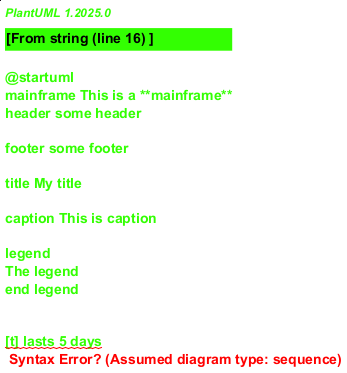 PlantUML 1.2025.0
[From string (line 16) ]
@startuml
mainframe This is a **mainframe**
header some header
footer some footer
title My title
caption This is caption
legend
The legend
end legend
[t] lasts 5 days
Syntax Error? (Assumed diagram type: sequence)